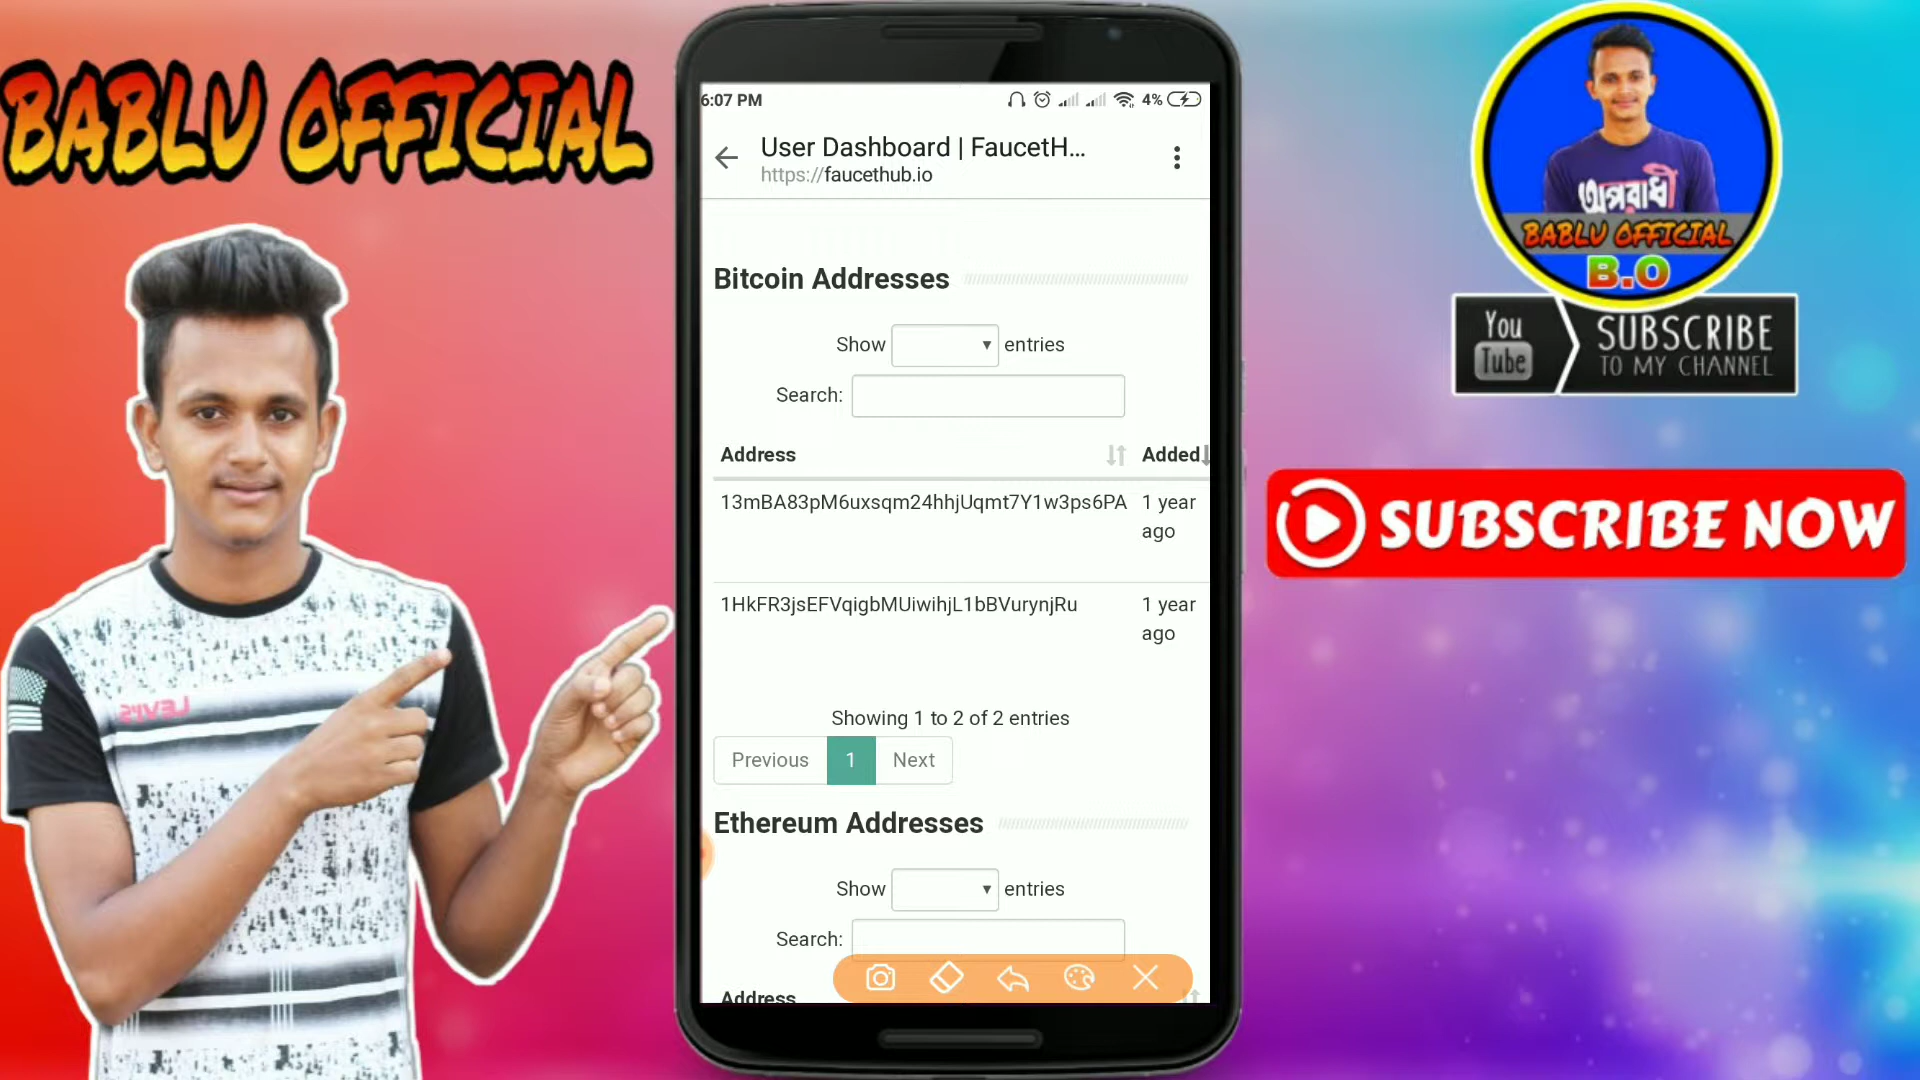 BABLU OFFICIAL
6:07 PM
4%
User Dashboard | FaucetH...
https://faucethub.io
Bitcoin Addresses
Show entries
Search:
Address Added
13mBA83pM6uxsqm24hhjUqmt7Y1w3ps6PA 1 year ago
1HkFR3jsEFVqigbMUiwihjL1bBVurynjRu 1 year ago
Showing 1 to 2 of 2 entries
Previous 1 Next
Ethereum Addresses
Show entries
Search:
Address
অপরাধী
BABLU OFFICIAL
B.O
You Tube
SUBSCRIBE
TO MY CHANNEL
SUBSCRIBE NOW